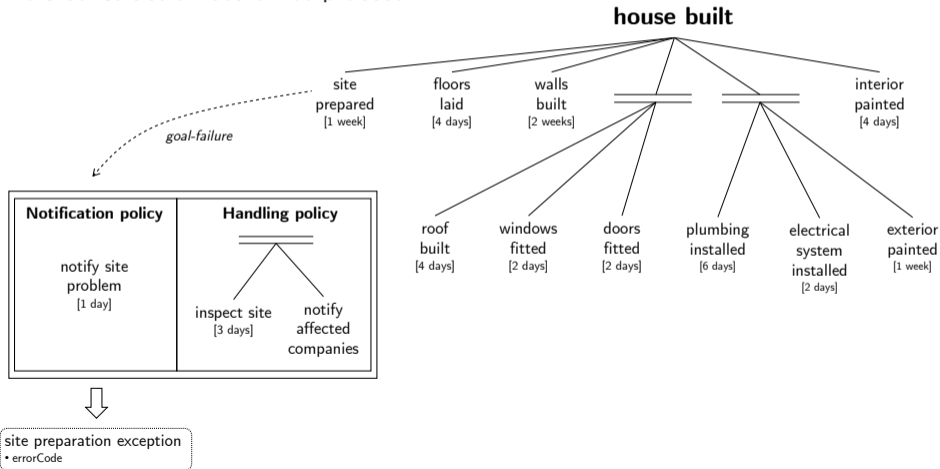 house built
site
prepared
[1 week]
floors
laid
[4 days]
walls
built
[2 weeks]
interior
painted
[4 days]
goal-failure
roof
built
[4 days]
windows
fitted
[2 days]
doors
fitted
[2 days]
plumbing
installed
[6 days]
electrical
system
installed
[2 days]
exterior
painted
[1 week]
Notification policy
notify site
problem
[1 day]
Handling policy
inspect site
[3 days]
notify
affected
companies
site preparation exception
• errorCode